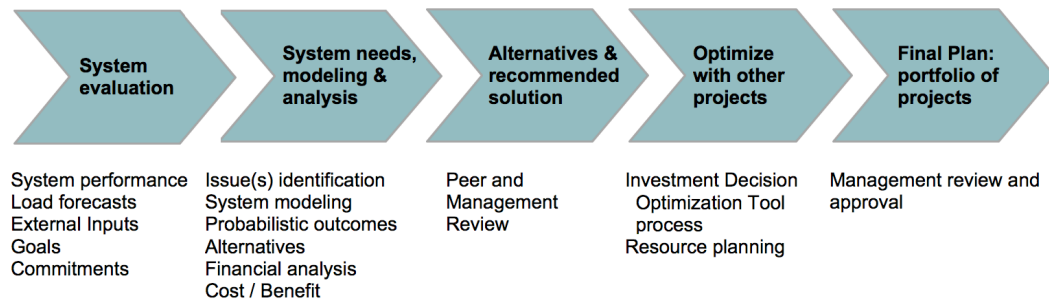 System
evaluation
System needs,
modeling &
analysis
Alternatives &
recommended
solution
Optimize
with other
projects
Final Plan:
portfolio of
projects
System performance
Load forecasts
External Inputs
Goals
Commitments
Issue(s) identification
System modeling
Probabilistic outcomes
Alternatives
Financial analysis
Cost / Benefit
Peer and
Management
Review
Investment Decision
Optimization Tool
process
Resource planning
Management review and
approval